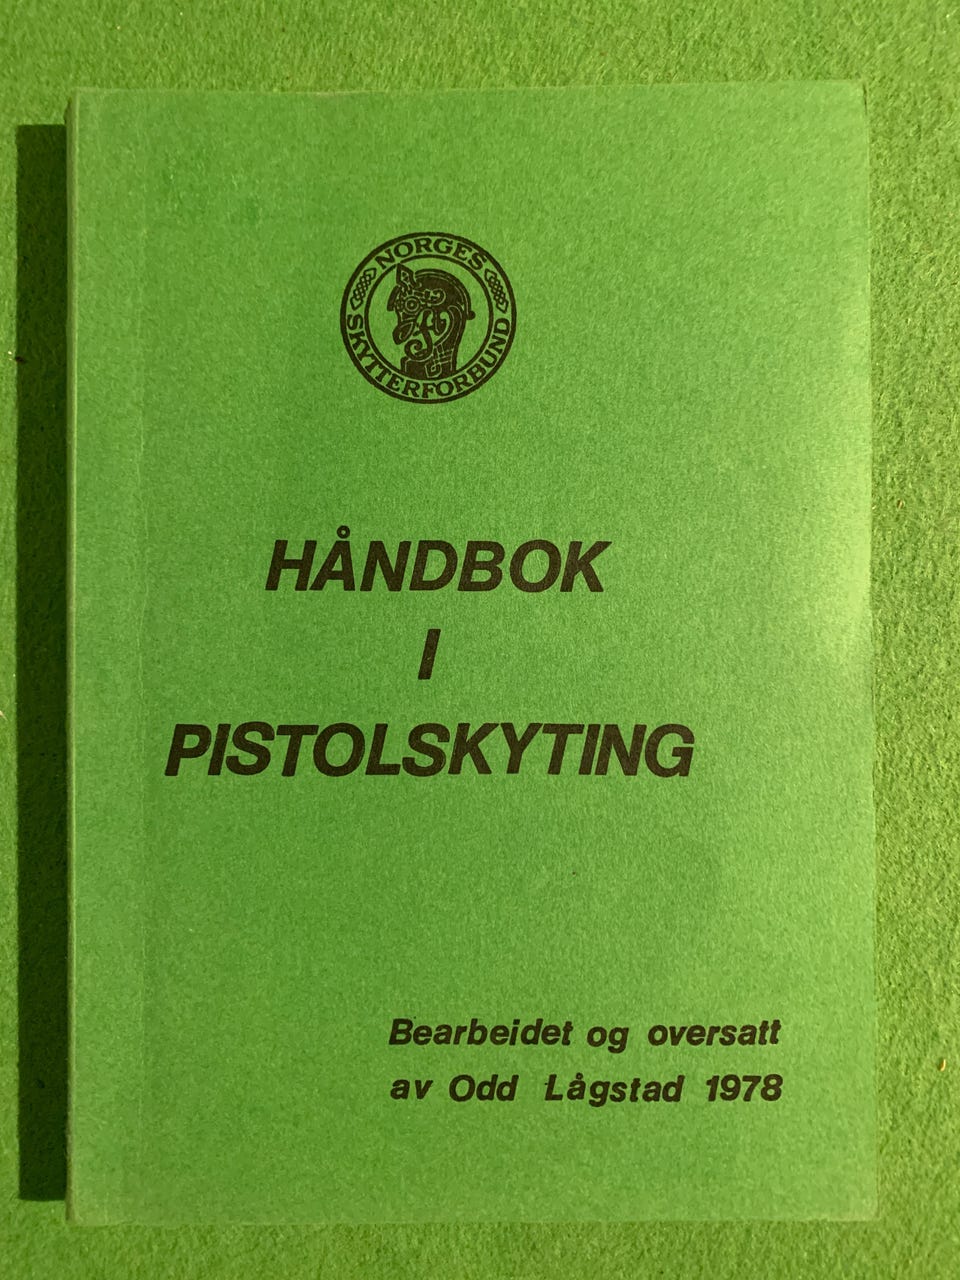 NORGES
SKYTTERFORBUND
HÅNDBOK
I
PISTOLSKYTING
Bearbeidet og oversatt
av Odd Lågstad 1978